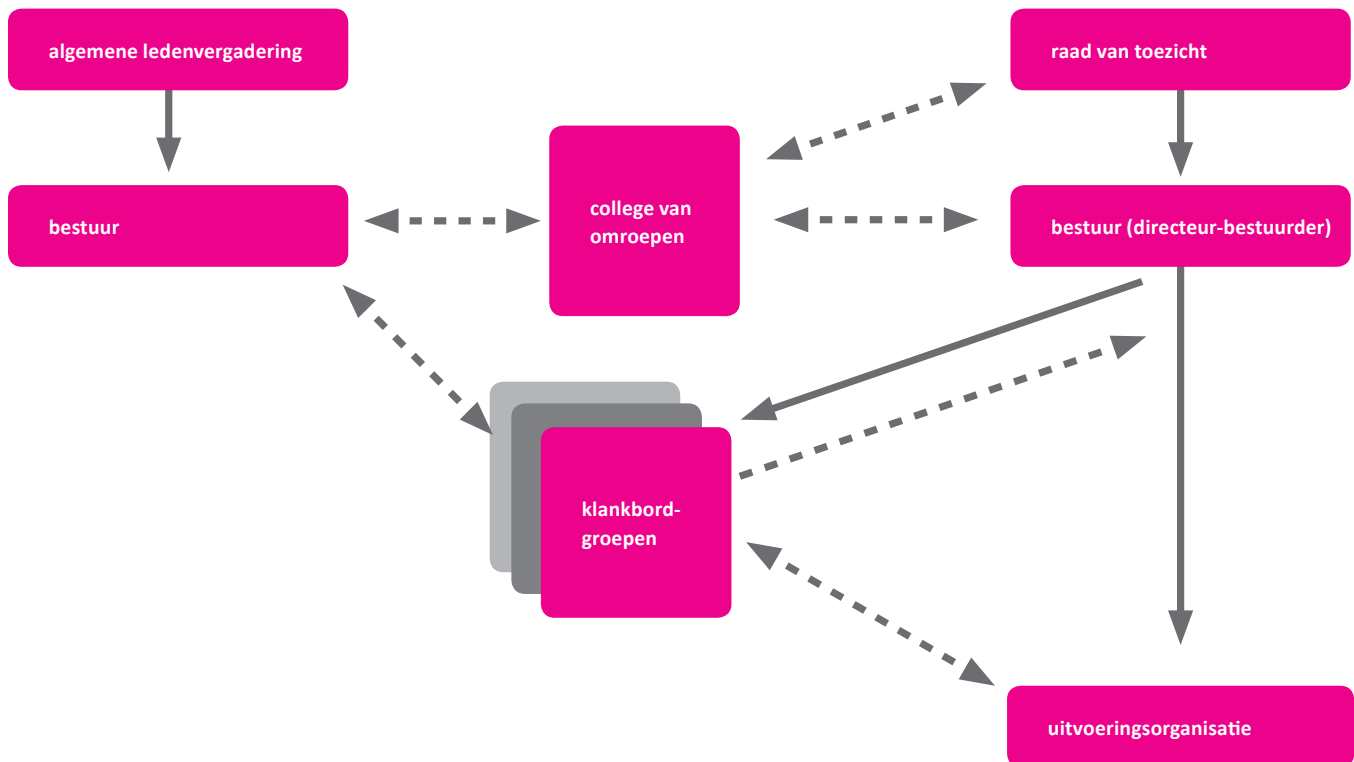 algemene ledenvergadering
raad van toezicht
bestuur
college van
omroepen
bestuur (directeur-bestuurder)
klankbord-
groepen
uitvoeringsorganisatie